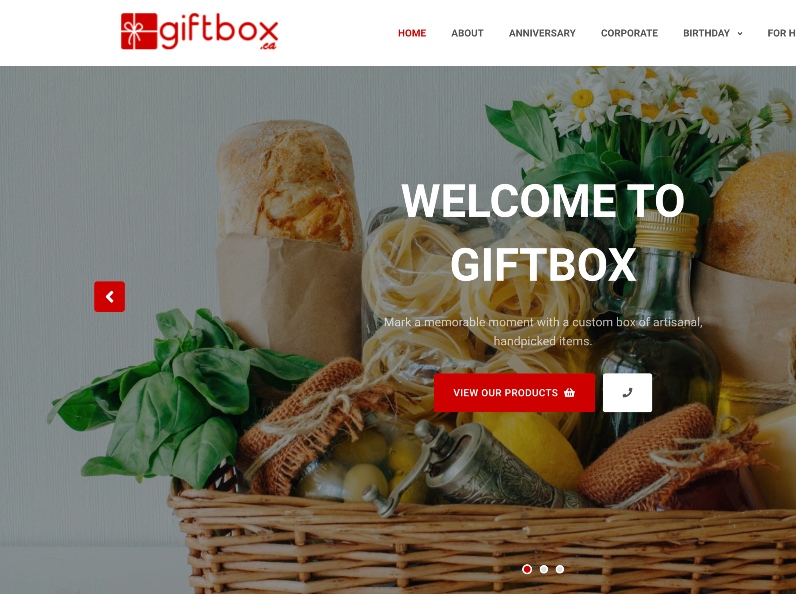 giftbox
.ca
HOME ABOUT ANNIVERSARY CORPORATE BIRTHDAY FOR H
WELCOME TO
GIFTBOX
Mark a memorable moment with a custom box of artisanal,
handpicked items.
VIEW OUR PRODUCTS